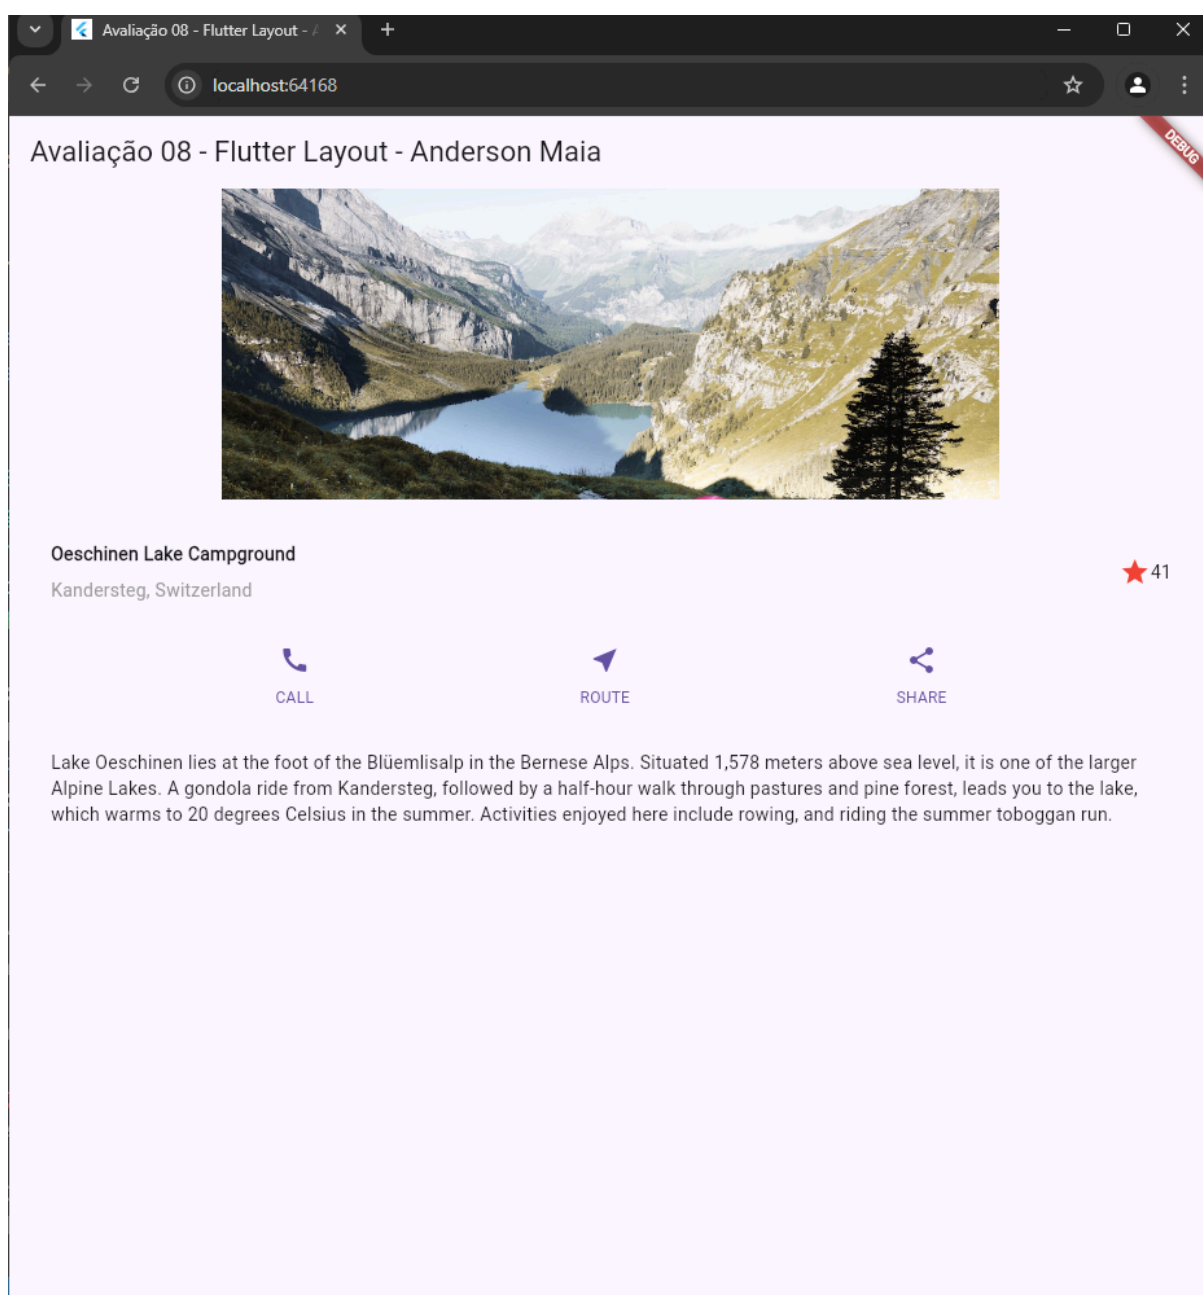 Avaliação 08 - Flutter Layout - A
localhost:64168
Avaliação 08 - Flutter Layout - Anderson Maia
DEBUG
Oeschinen Lake Campground
Kandersteg, Switzerland
41
CALL
ROUTE
SHARE
Lake Oeschinen lies at the foot of the Blüemlisalp in the Bernese Alps. Situated 1,578 meters above sea level, it is one of the larger
Alpine Lakes. A gondola ride from Kandersteg, followed by a half-hour walk through pastures and pine forest, leads you to the lake,
which warms to 20 degrees Celsius in the summer. Activities enjoyed here include rowing, and riding the summer toboggan run.